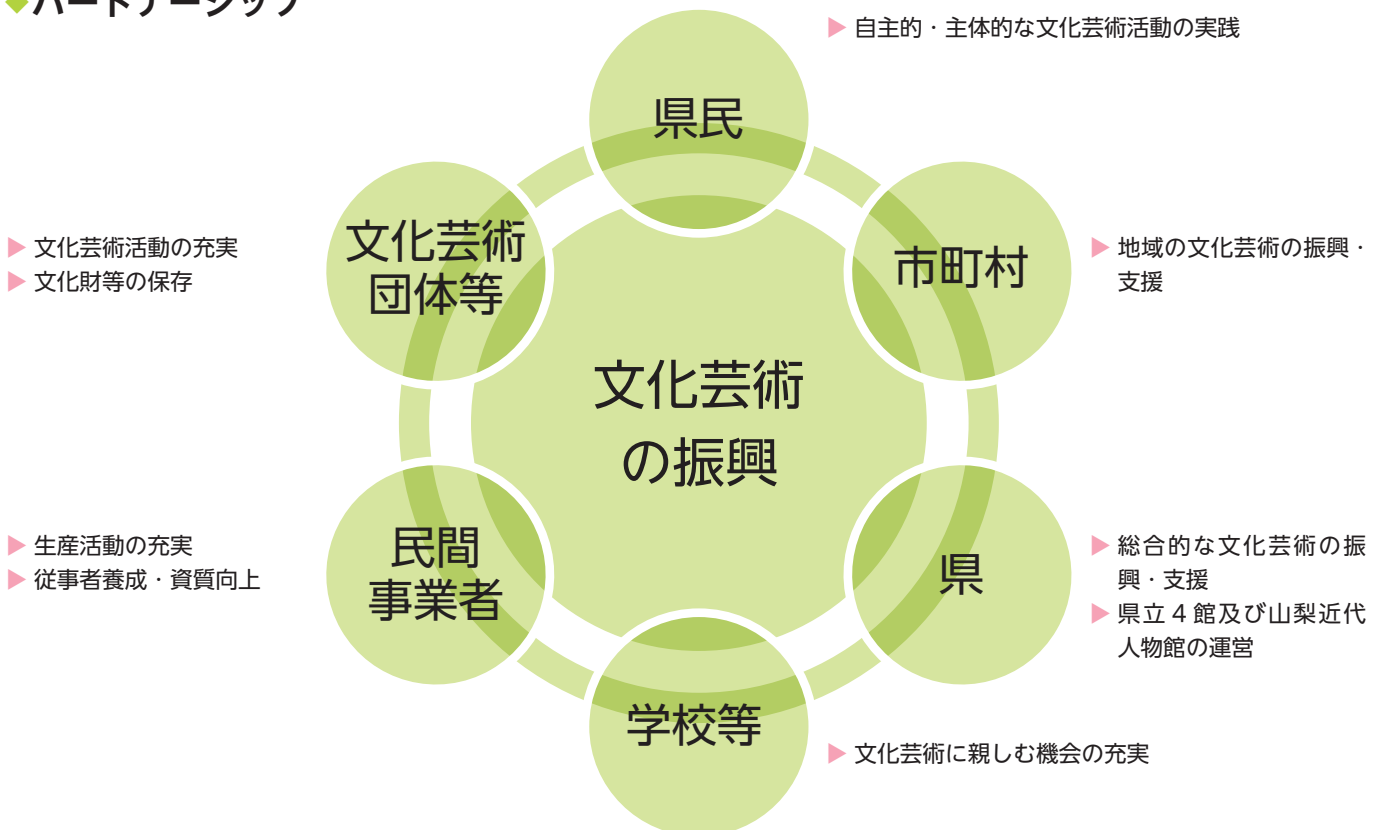 ◆パートナーシップ
▶ 自主的・主体的な文化芸術活動の実践
県民
文化芸術
団体等
▶ 文化芸術活動の充実
▶ 文化財等の保存
市町村
▶ 地域の文化芸術の振興・
支援
文化芸術
の振興
民間
事業者
▶ 生産活動の充実
▶ 従事者養成・資質向上
県
▶ 総合的な文化芸術の振
興・支援
▶ 県立４館及び山梨近代
人物館の運営
学校等
▶ 文化芸術に親しむ機会の充実